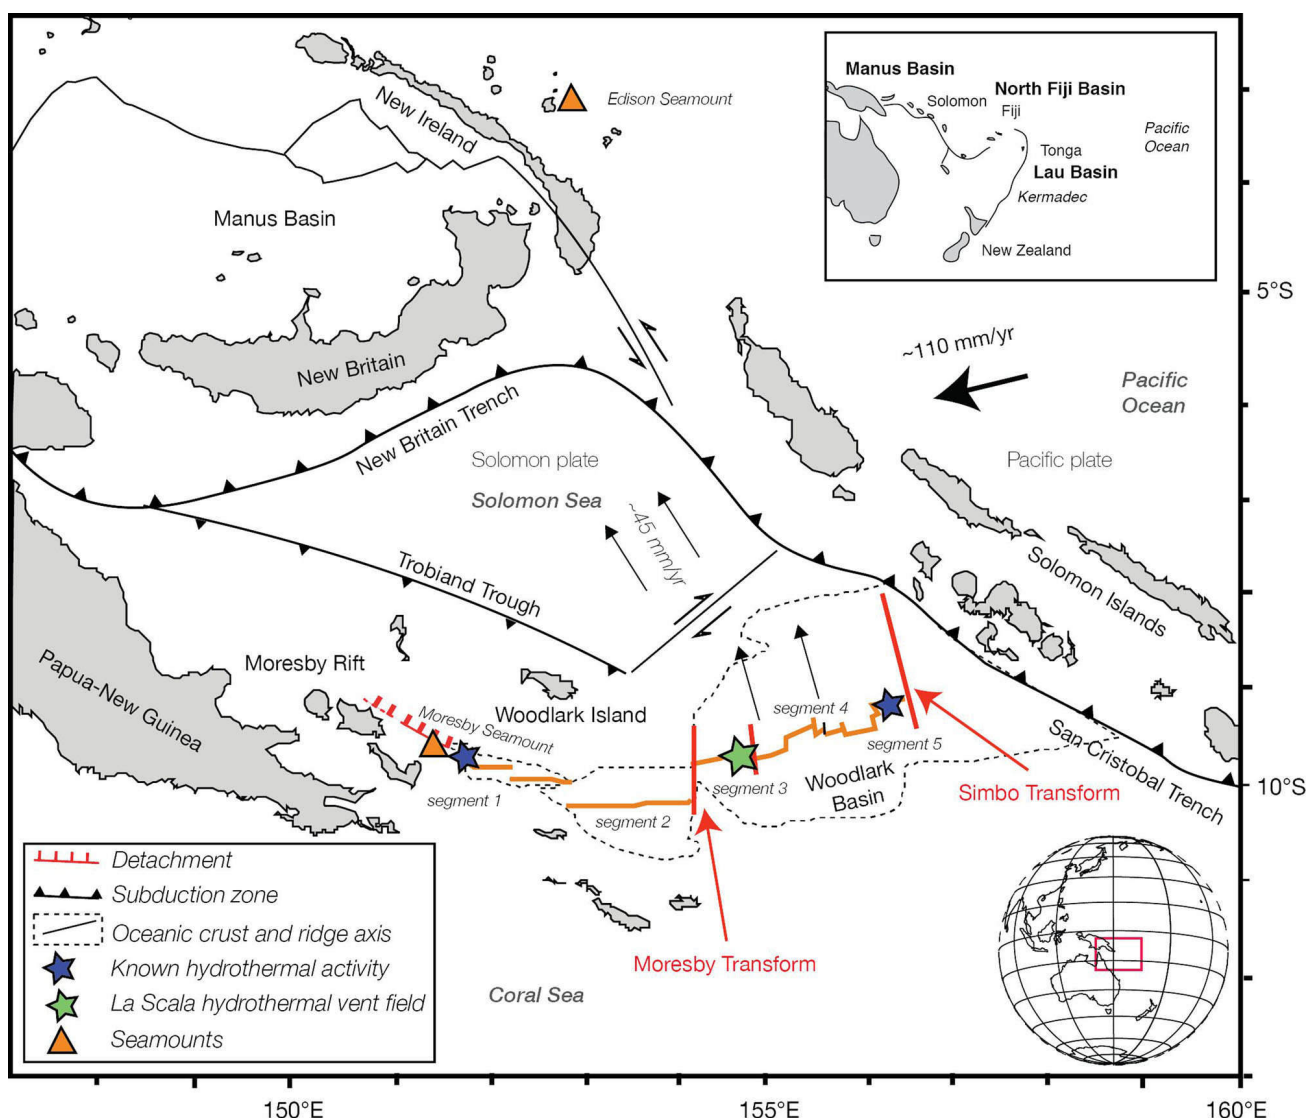 Edison Seamount
New Ireland
Manus Basin
New Britain
New Britain Trench
Solomon plate
Solomon Sea
~45 mm/yr
Trobiand Trough
Papua-New Guinea
Moresby Rift
Moresby Seamount
Woodlark Island
segment 1
segment 2
segment 3
segment 4
segment 5
Woodlark
Basin
Simbo Transform
Moresby Transform
San Cristobal Trench
Solomon Islands
Pacific plate
Pacific
Ocean
~110 mm/yr
Coral Sea
Manus Basin
North Fiji Basin
Solomon
Fiji
Pacific
Ocean
Tonga
Lau Basin
Kermadec
New Zealand
Detachment
Subduction zone
Oceanic crust and ridge axis
Known hydrothermal activity
La Scala hydrothermal vent field
Seamounts
5°S
10°S
150°E
155°E
160°E